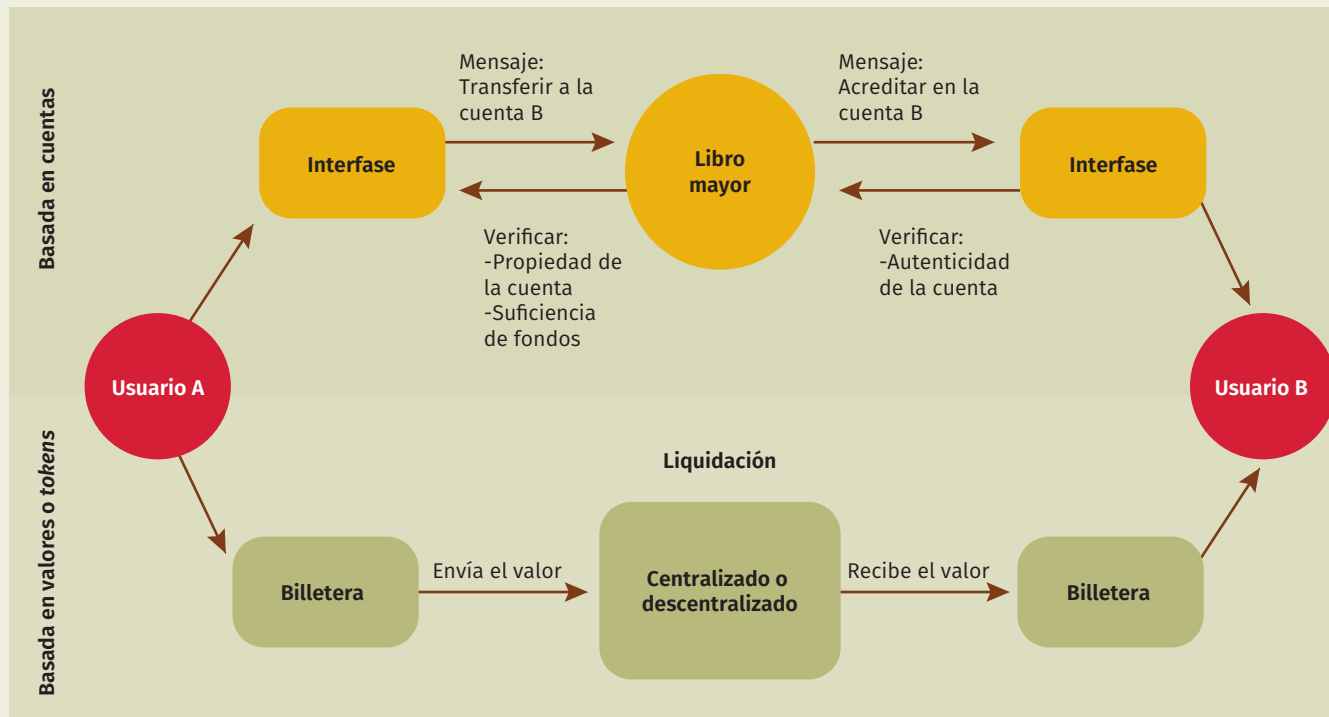 Basada en cuentas
Mensaje:
Transferir a la
cuenta B
Mensaje:
Acreditar en la
cuenta B
Interfase
Libro
mayor
Interfase
Verificar:
-Propiedad de
la cuenta
-Suficiencia
de fondos
Verificar:
-Autenticidad
de la cuenta
Usuario A
Usuario B
Basada en valores o tokens
Liquidación
Billetera
Envía el valor
Centralizado o
descentralizado
Recibe el valor
Billetera